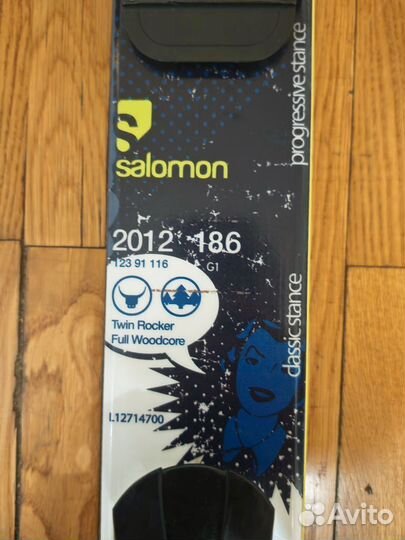 progressive stance
salomon
2012 186
123 91 116 G1
Twin Rocker
Full Woodcore
classic stance
L12714700
Avito